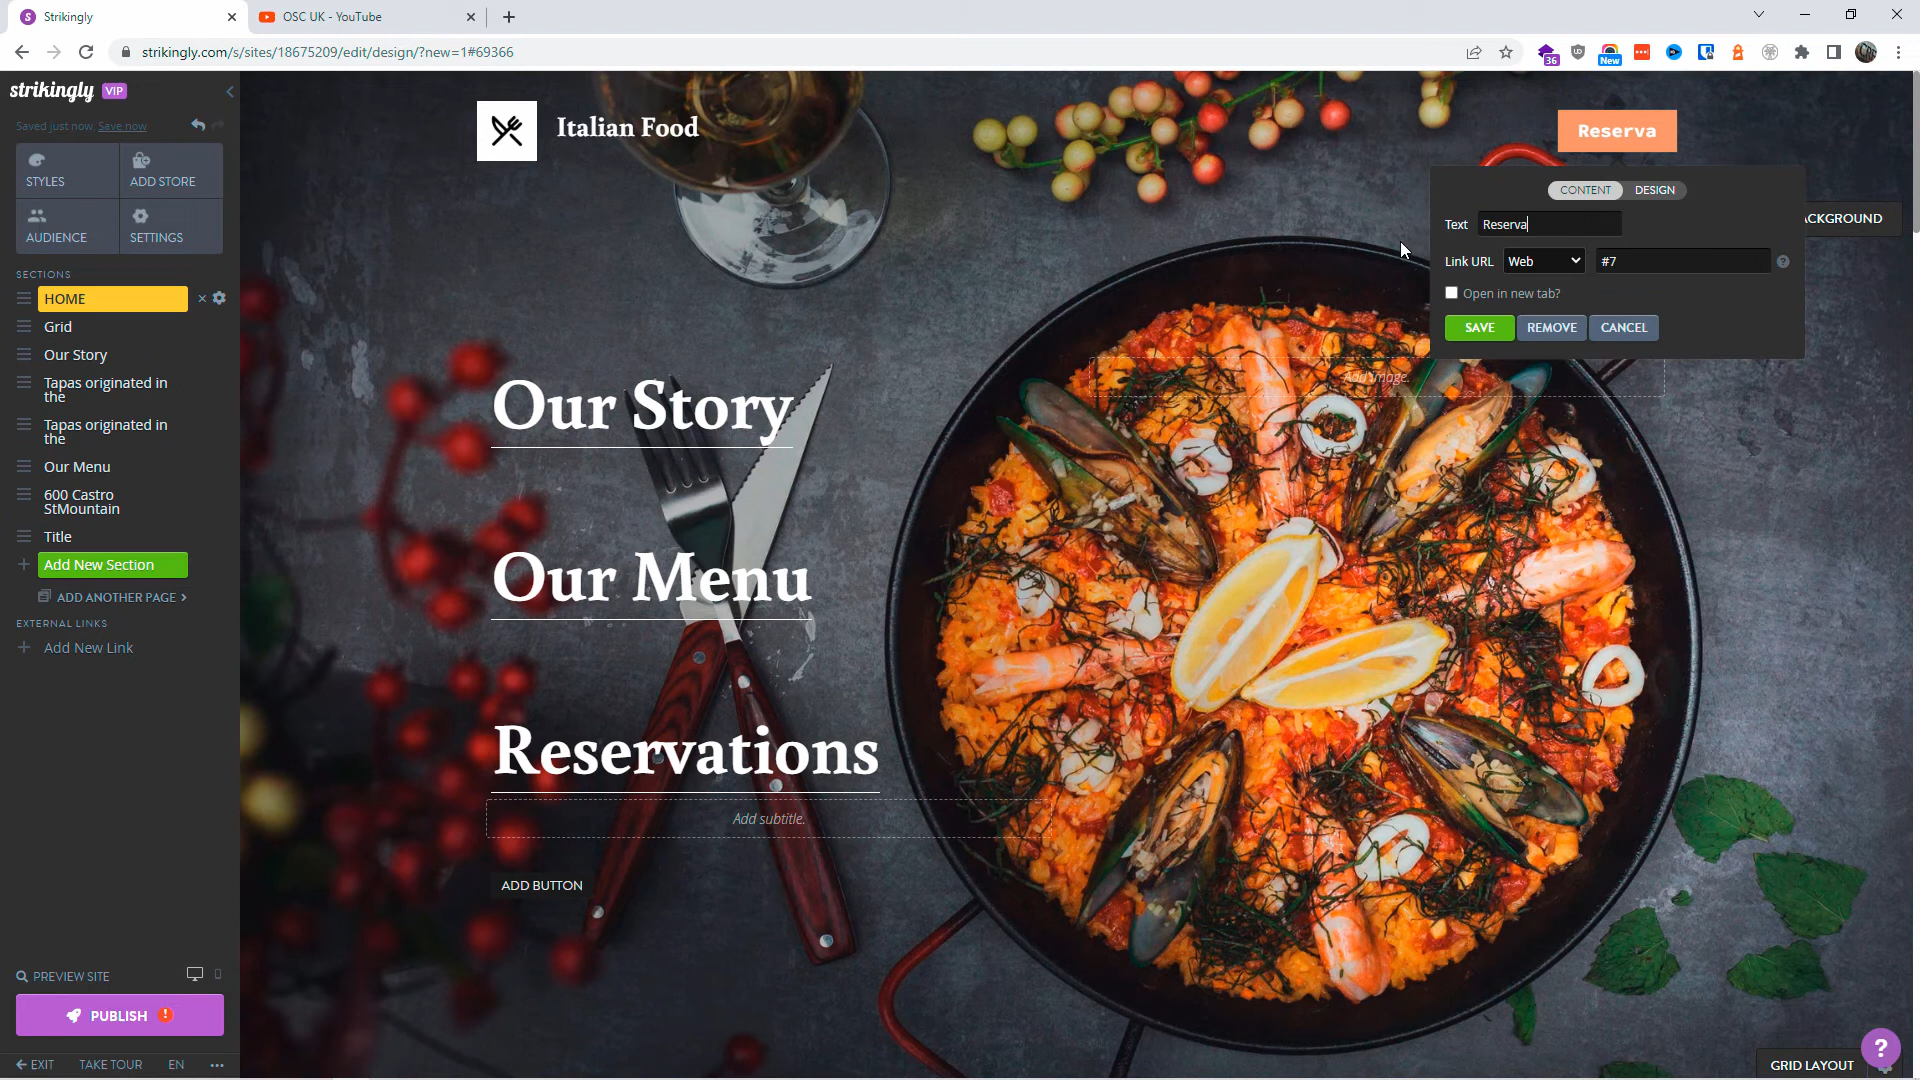 Strikingly
OSC UK - YouTube
strikingly.com/s/sites/18675209/edit/design/?new=1#69366
36
New
strikingly VIP
Saved just now. Save now
STYLES
ADD STORE
AUDIENCE
SETTINGS
SECTIONS
HOME
Grid
Our Story
Tapas originated in
the
Tapas originated in
the
Our Menu
600 Castro
StMountain
Title
Add New Section
ADD ANOTHER PAGE
EXTERNAL LINKS
Add New Link
PREVIEW SITE
PUBLISH !
EXIT
TAKE TOUR
EN
Italian Food
Reserva
CONTENT DESIGN
Text Reserva
Link URL Web #7 ?
Open in new tab?
SAVE REMOVE CANCEL
ACKGROUND
Add image.
Our Story
Our Menu
Reservations
Add subtitle.
ADD BUTTON
GRID LAYOUT
?